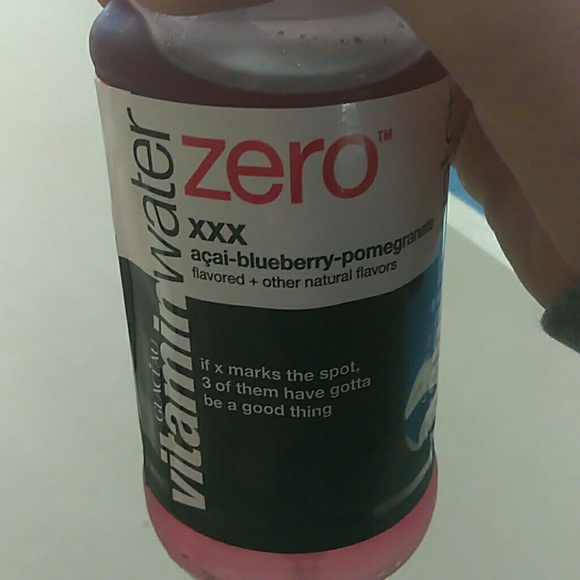 GLACÉAU
vitaminwater
zero™
xxx
açai-blueberry-pomegranate
flavored + other natural flavors
if x marks the spot,
3 of them have gotta
be a good thing